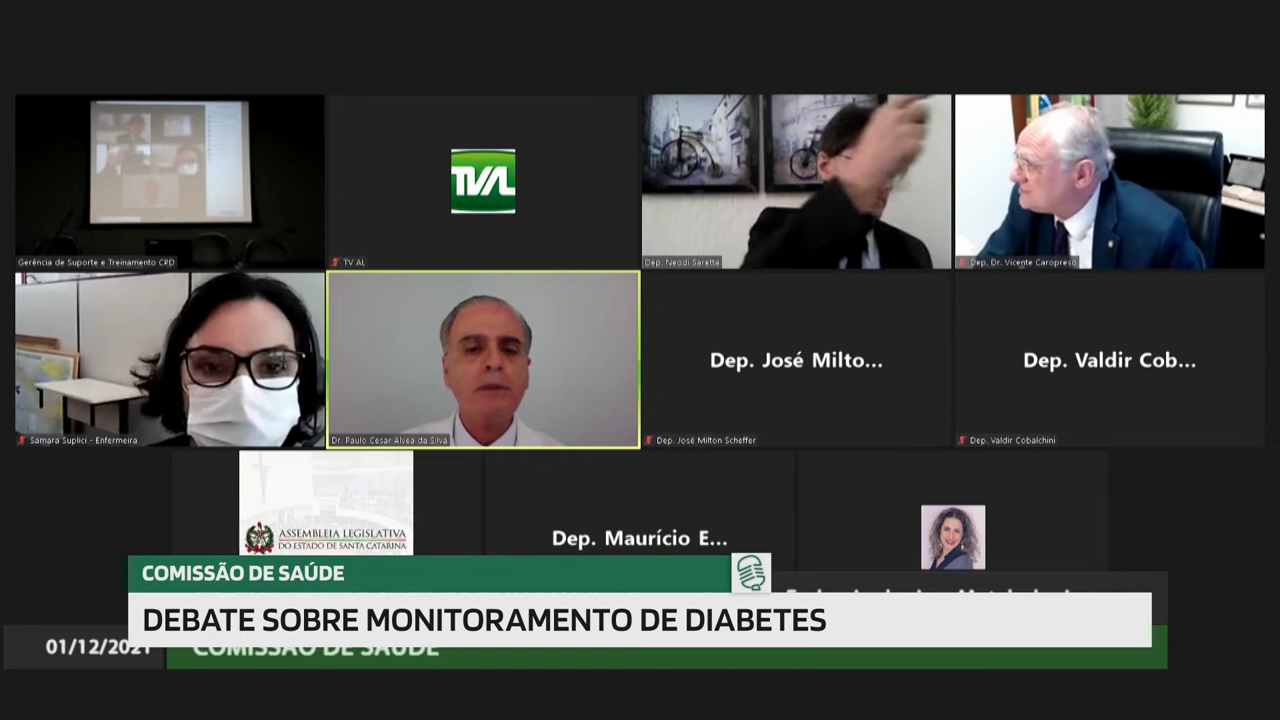 Gerência de Suporte e Treinamento CPD
TVAL
TV AL
Dep. Neodi Saretta
Dep. Dr. Vicente Caropreso
Samara Suplici - Enfermeira
Dr. Paulo Cesar Alvea da Silva
Dep. José Milto...
Dep. José Milton Scheffer
Dep. Valdir Cob...
Dep. Valdir Cobalchini
ASSEMBLEIA LEGISLATIVA
DO ESTADO DE SANTA CATARINA
Dep. Maurício E...
COMISSÃO DE SAÚDE
DEBATE SOBRE MONITORAMENTO DE DIABETES
01/12/2021
COMISSÃO DE SAÚDE